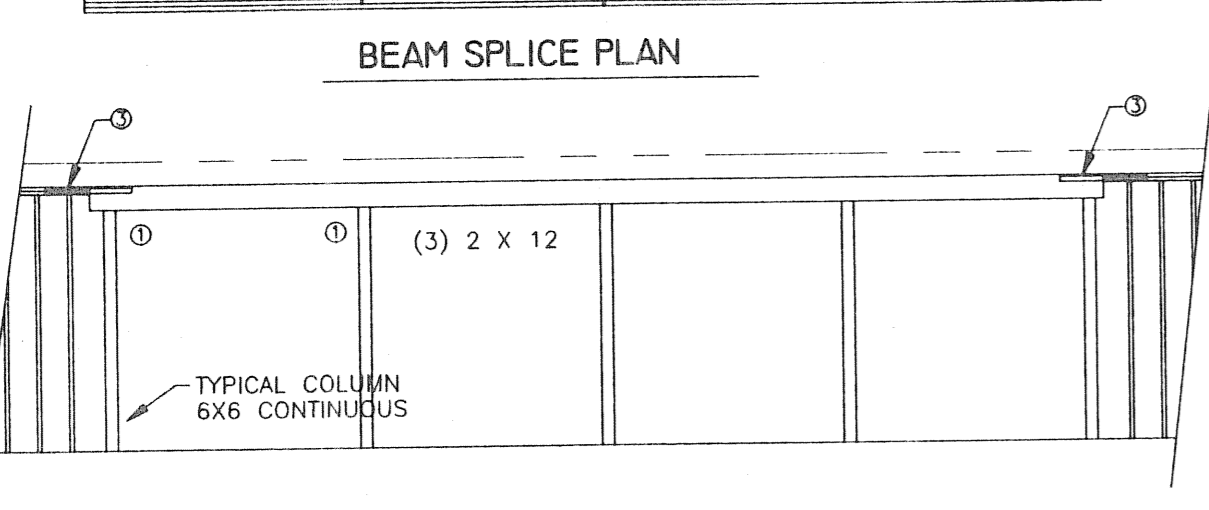 BEAM SPLICE PLAN
③
③
①
①
(3) 2 X 12
TYPICAL COLUMN
6X6 CONTINUOUS